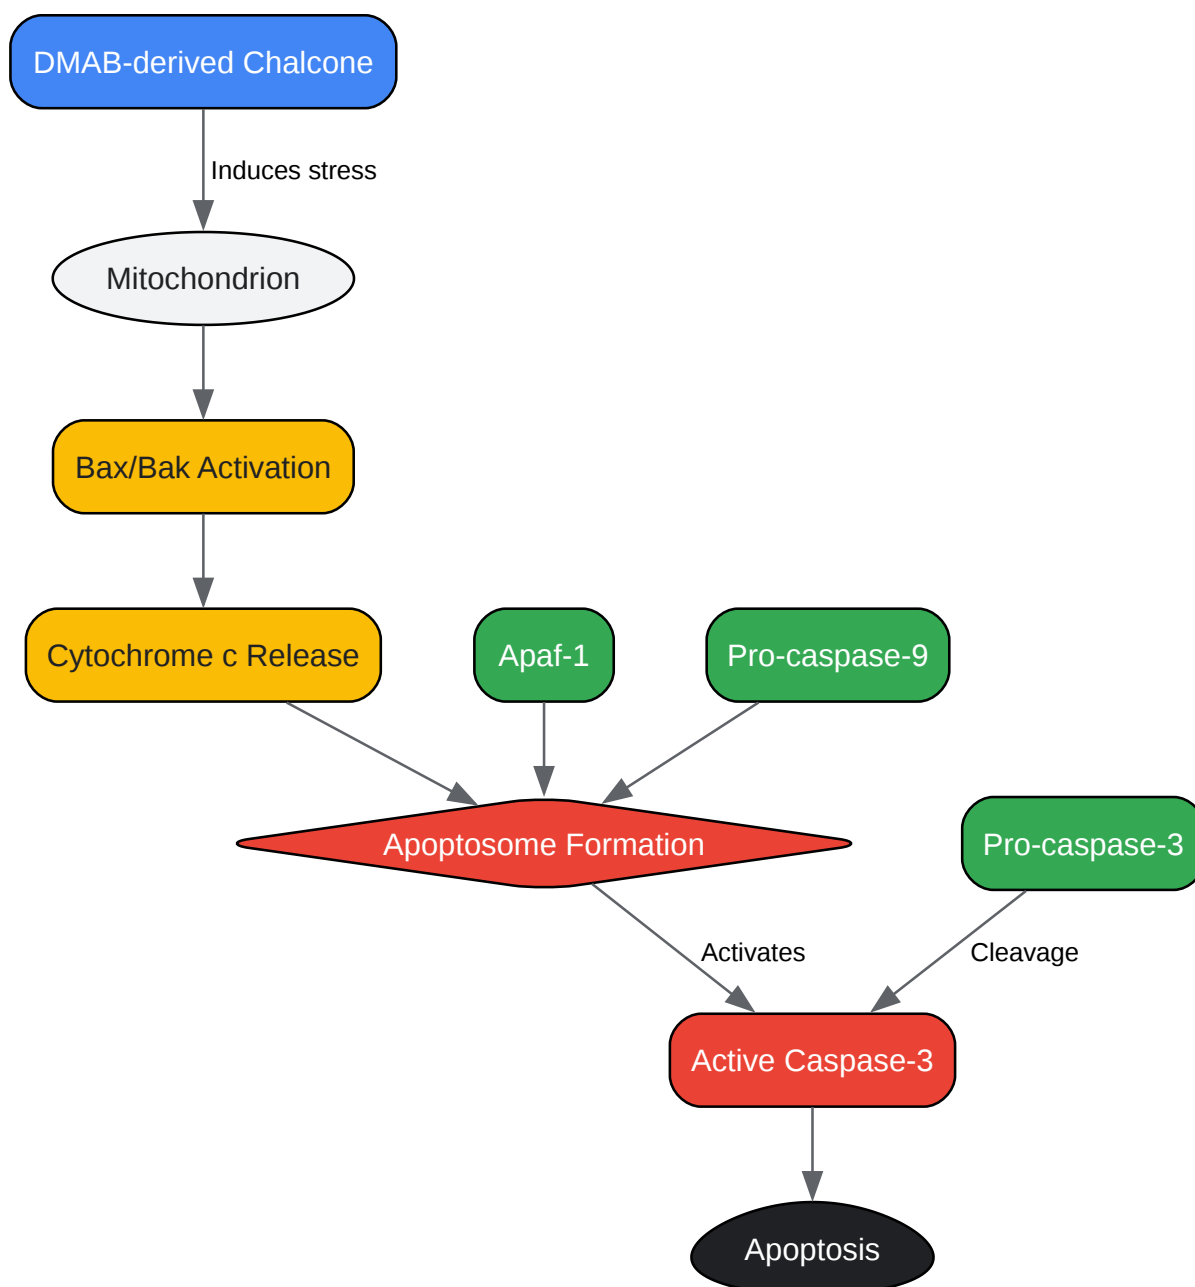 DMAB-derived Chalcone
Induces stress
Mitochondrion
Bax/Bak Activation
Cytochrome c Release
Apaf-1
Pro-caspase-9
Apoptosome Formation
Pro-caspase-3
Activates
Cleavage
Active Caspase-3
Apoptosis